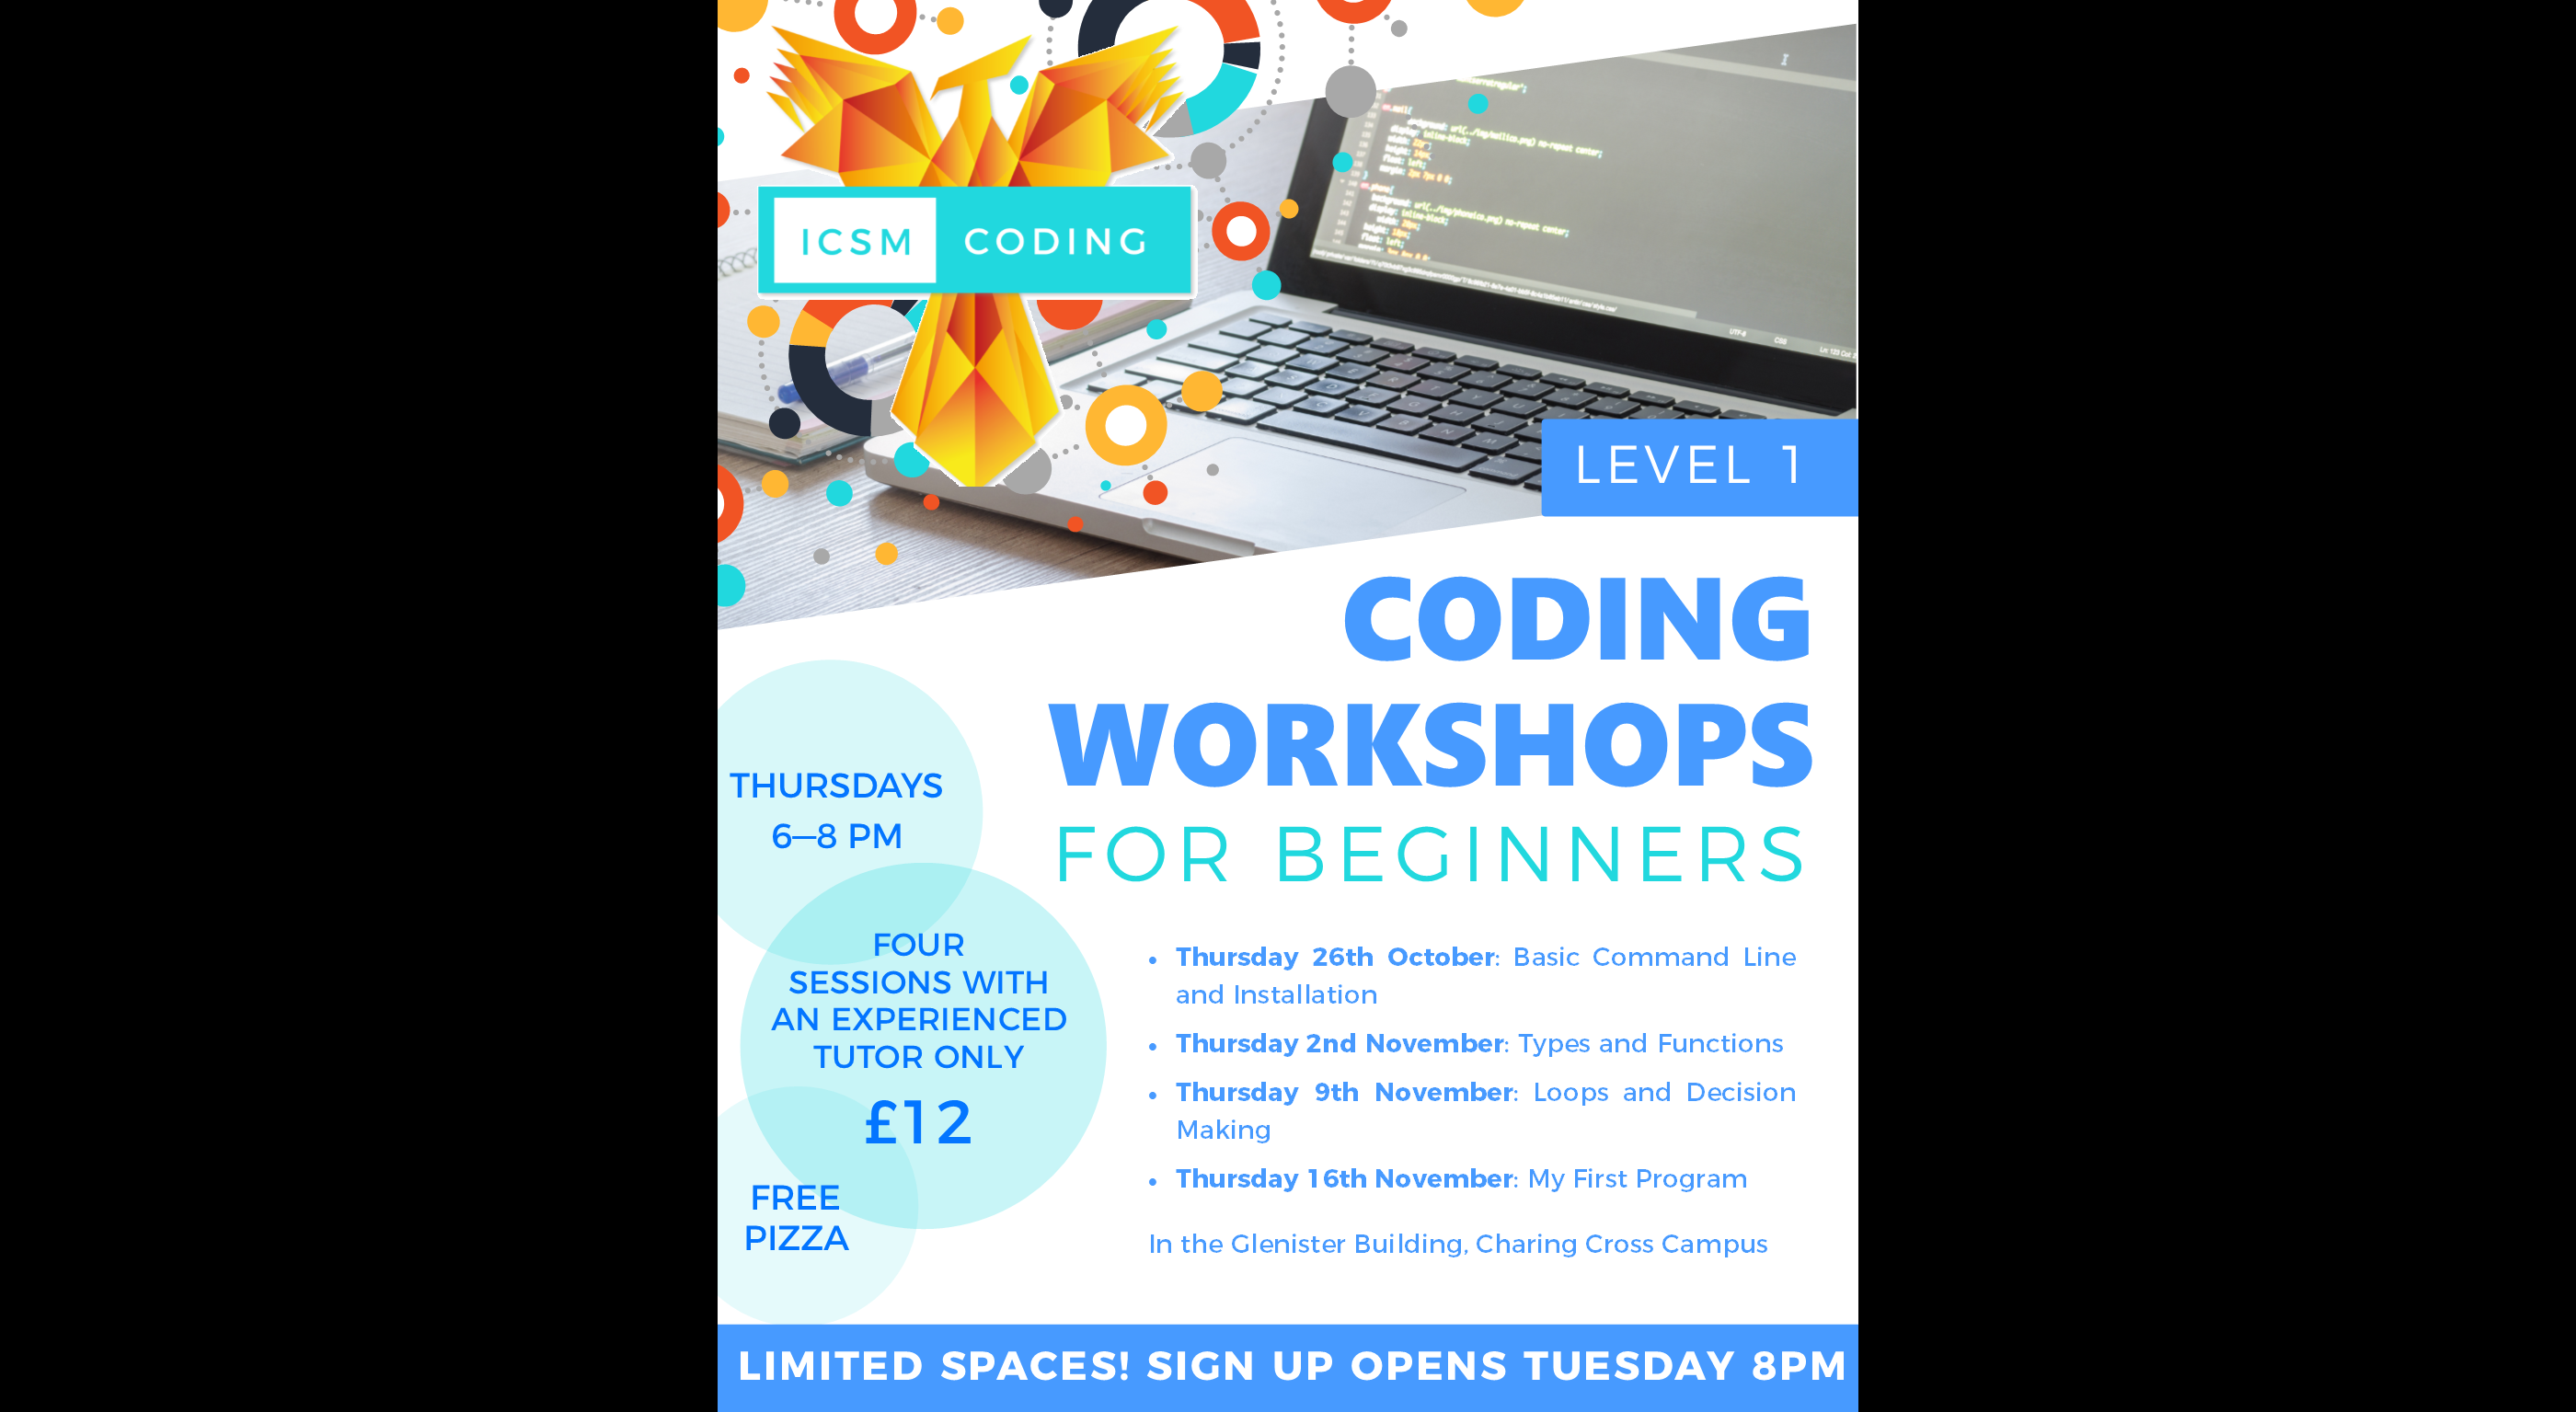 ICSM CODING
LEVEL 1
CODING
WORKSHOPS
FOR BEGINNERS
THURSDAYS
6—8 PM
FOUR
SESSIONS WITH
AN EXPERIENCED
TUTOR ONLY
£12
FREE
PIZZA
• Thursday 26th October: Basic Command Line
and Installation
• Thursday 2nd November: Types and Functions
• Thursday 9th November: Loops and Decision
Making
• Thursday 16th November: My First Program
In the Glenister Building, Charing Cross Campus
LIMITED SPACES! SIGN UP OPENS TUESDAY 8PM